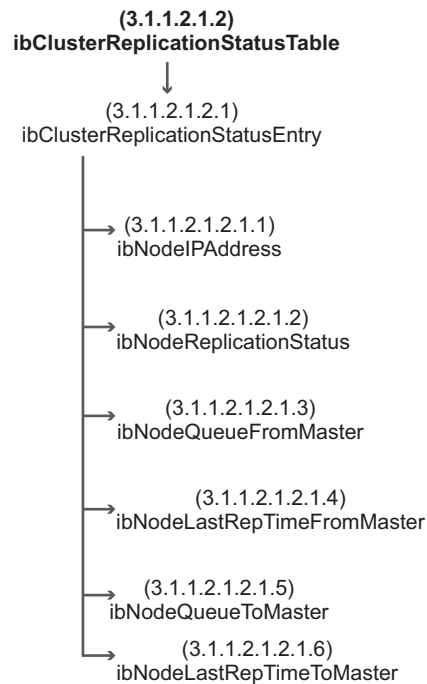 (3.1.1.2.1.2)
ibClusterReplicationStatusTable
(3.1.1.2.1.2.1)
ibClusterReplicationStatusEntry
(3.1.1.2.1.2.1.1)
ibNodeIPAddress
(3.1.1.2.1.2.1.2)
ibNodeReplicationStatus
(3.1.1.2.1.2.1.3)
ibNodeQueueFromMaster
(3.1.1.2.1.2.1.4)
ibNodeLastRepTimeFromMaster
(3.1.1.2.1.2.1.5)
ibNodeQueueToMaster
(3.1.1.2.1.2.1.6)
ibNodeLastRepTimeToMaster